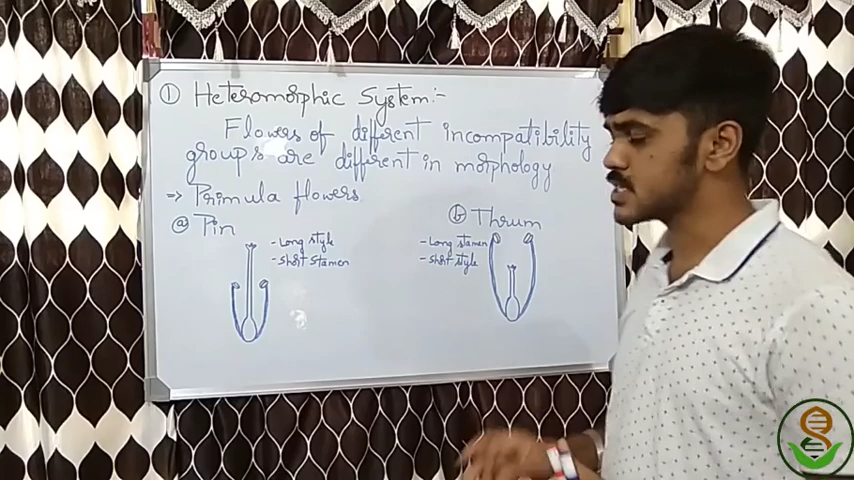 ① Heteromorphic System:-
Flowers of different incompatibility
group's are different in morphology
⇒ Primula flowers
ⓐ Pin
ⓑ Thrum
- Long style
- Short Stamen
- Long stamen
- Short style